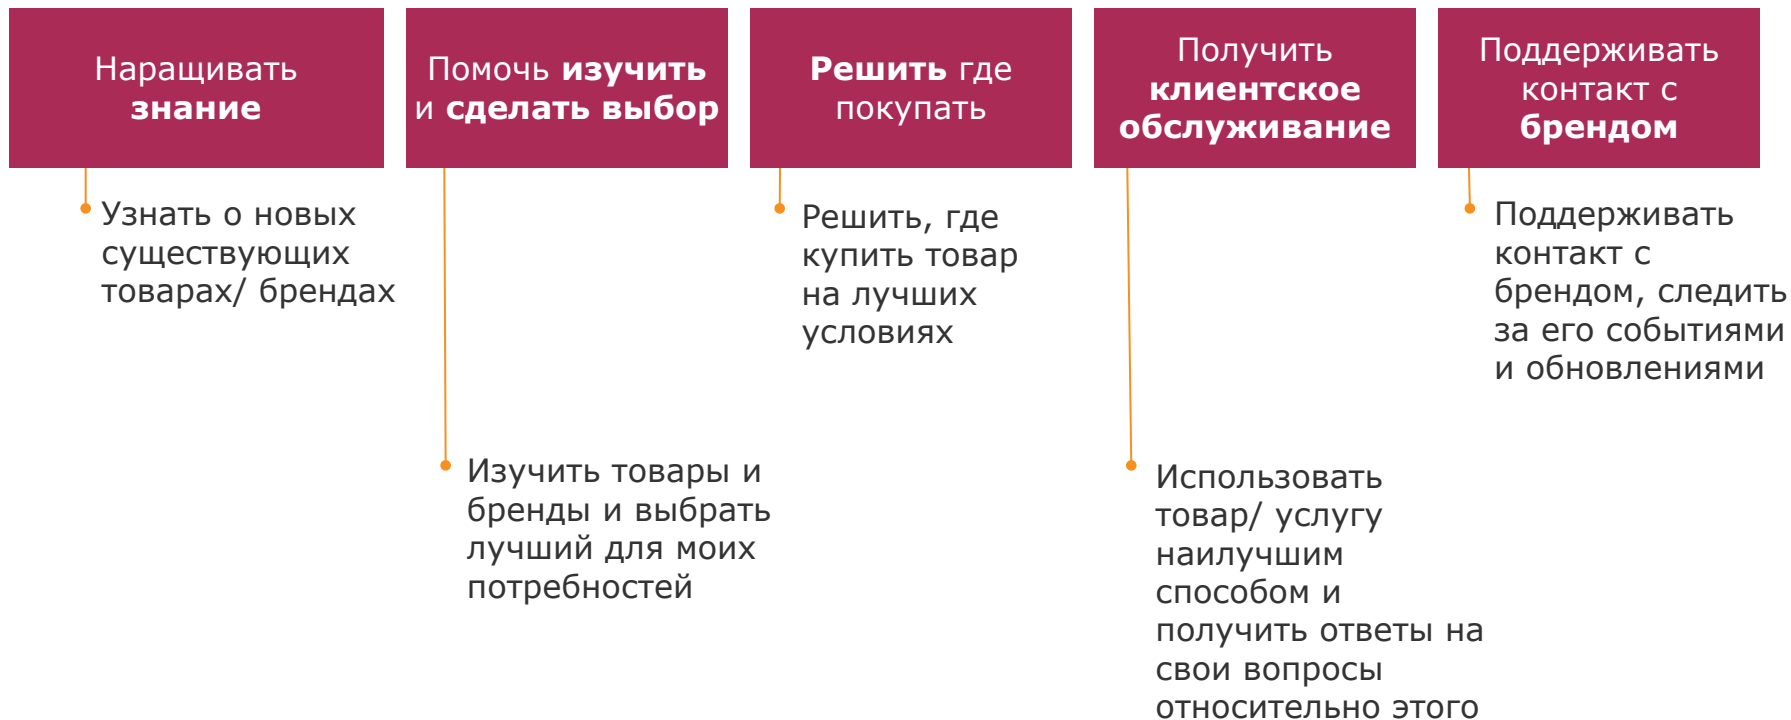 Наращивать
знание
Помочь изучить
и сделать выбор
Решить где
покупать
Получить
клиентское
обслуживание
Поддерживать
контакт с
брендом
Узнать о новых
существующих
товарах/ брендах
Изучить товары и
бренды и выбрать
лучший для моих
потребностей
Решить, где
купить товар
на лучших
условиях
Использовать
товар/ услугу
наилучшим
способом и
получить ответы на
свои вопросы
относительно этого
Поддерживать
контакт с
брендом, следить
за его событиями
и обновлениями